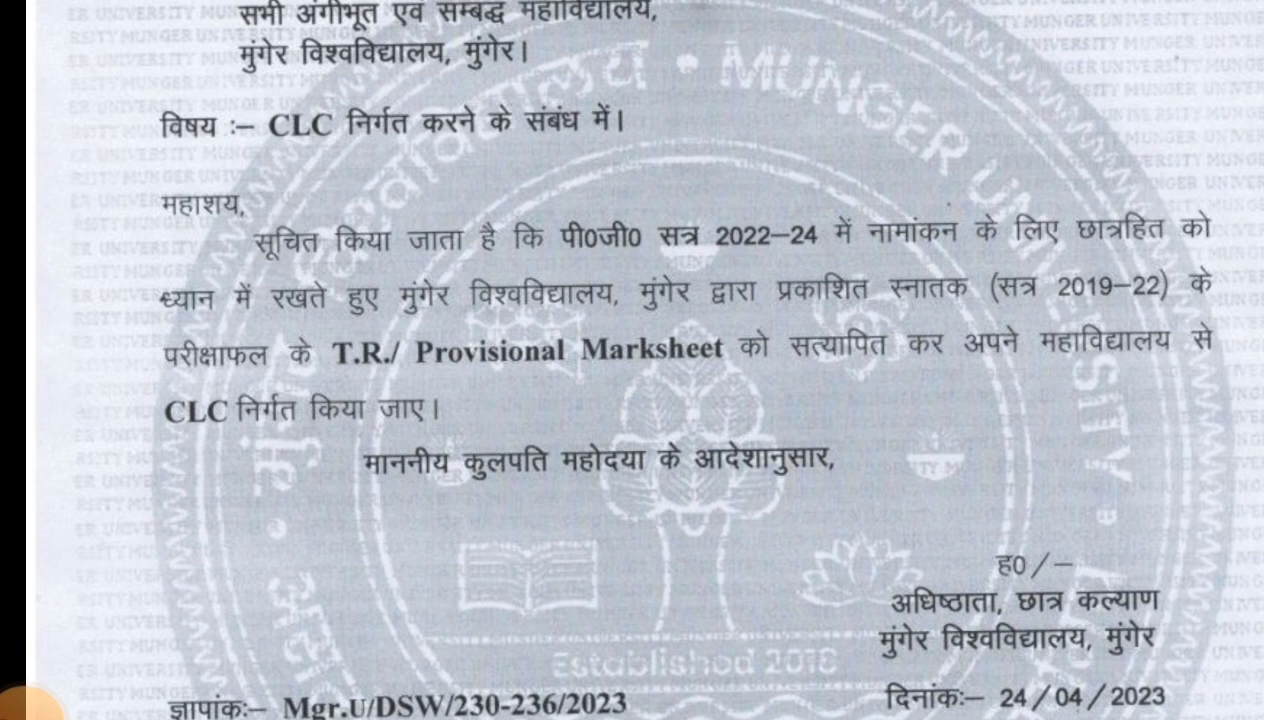 सभी अंगीभूत एवं सम्बद्ध महाविद्यालय,
मुंगेर विश्वविद्यालय, मुंगेर।
विषय :– CLC निर्गत करने के संबंध में।
महाशय,
सूचित किया जाता है कि पी0जी0 सत्र 2022–24 में नामांकन के लिए छात्रहित को
ध्यान में रखते हुए मुंगेर विश्वविद्यालय, मुंगेर द्वारा प्रकाशित स्नातक (सत्र 2019–22) के
परीक्षाफल के T.R./ Provisional Marksheet को सत्यापित कर अपने महाविद्यालय से
CLC निर्गत किया जाए।
माननीय कुलपति महोदया के आदेशानुसार,
ह0/–
अधिष्ठाता, छात्र कल्याण
मुंगेर विश्वविद्यालय, मुंगेर
Established 2018
ज्ञापांक:– Mgr.U/DSW/230-236/2023
दिनांक:– 24/04/2023